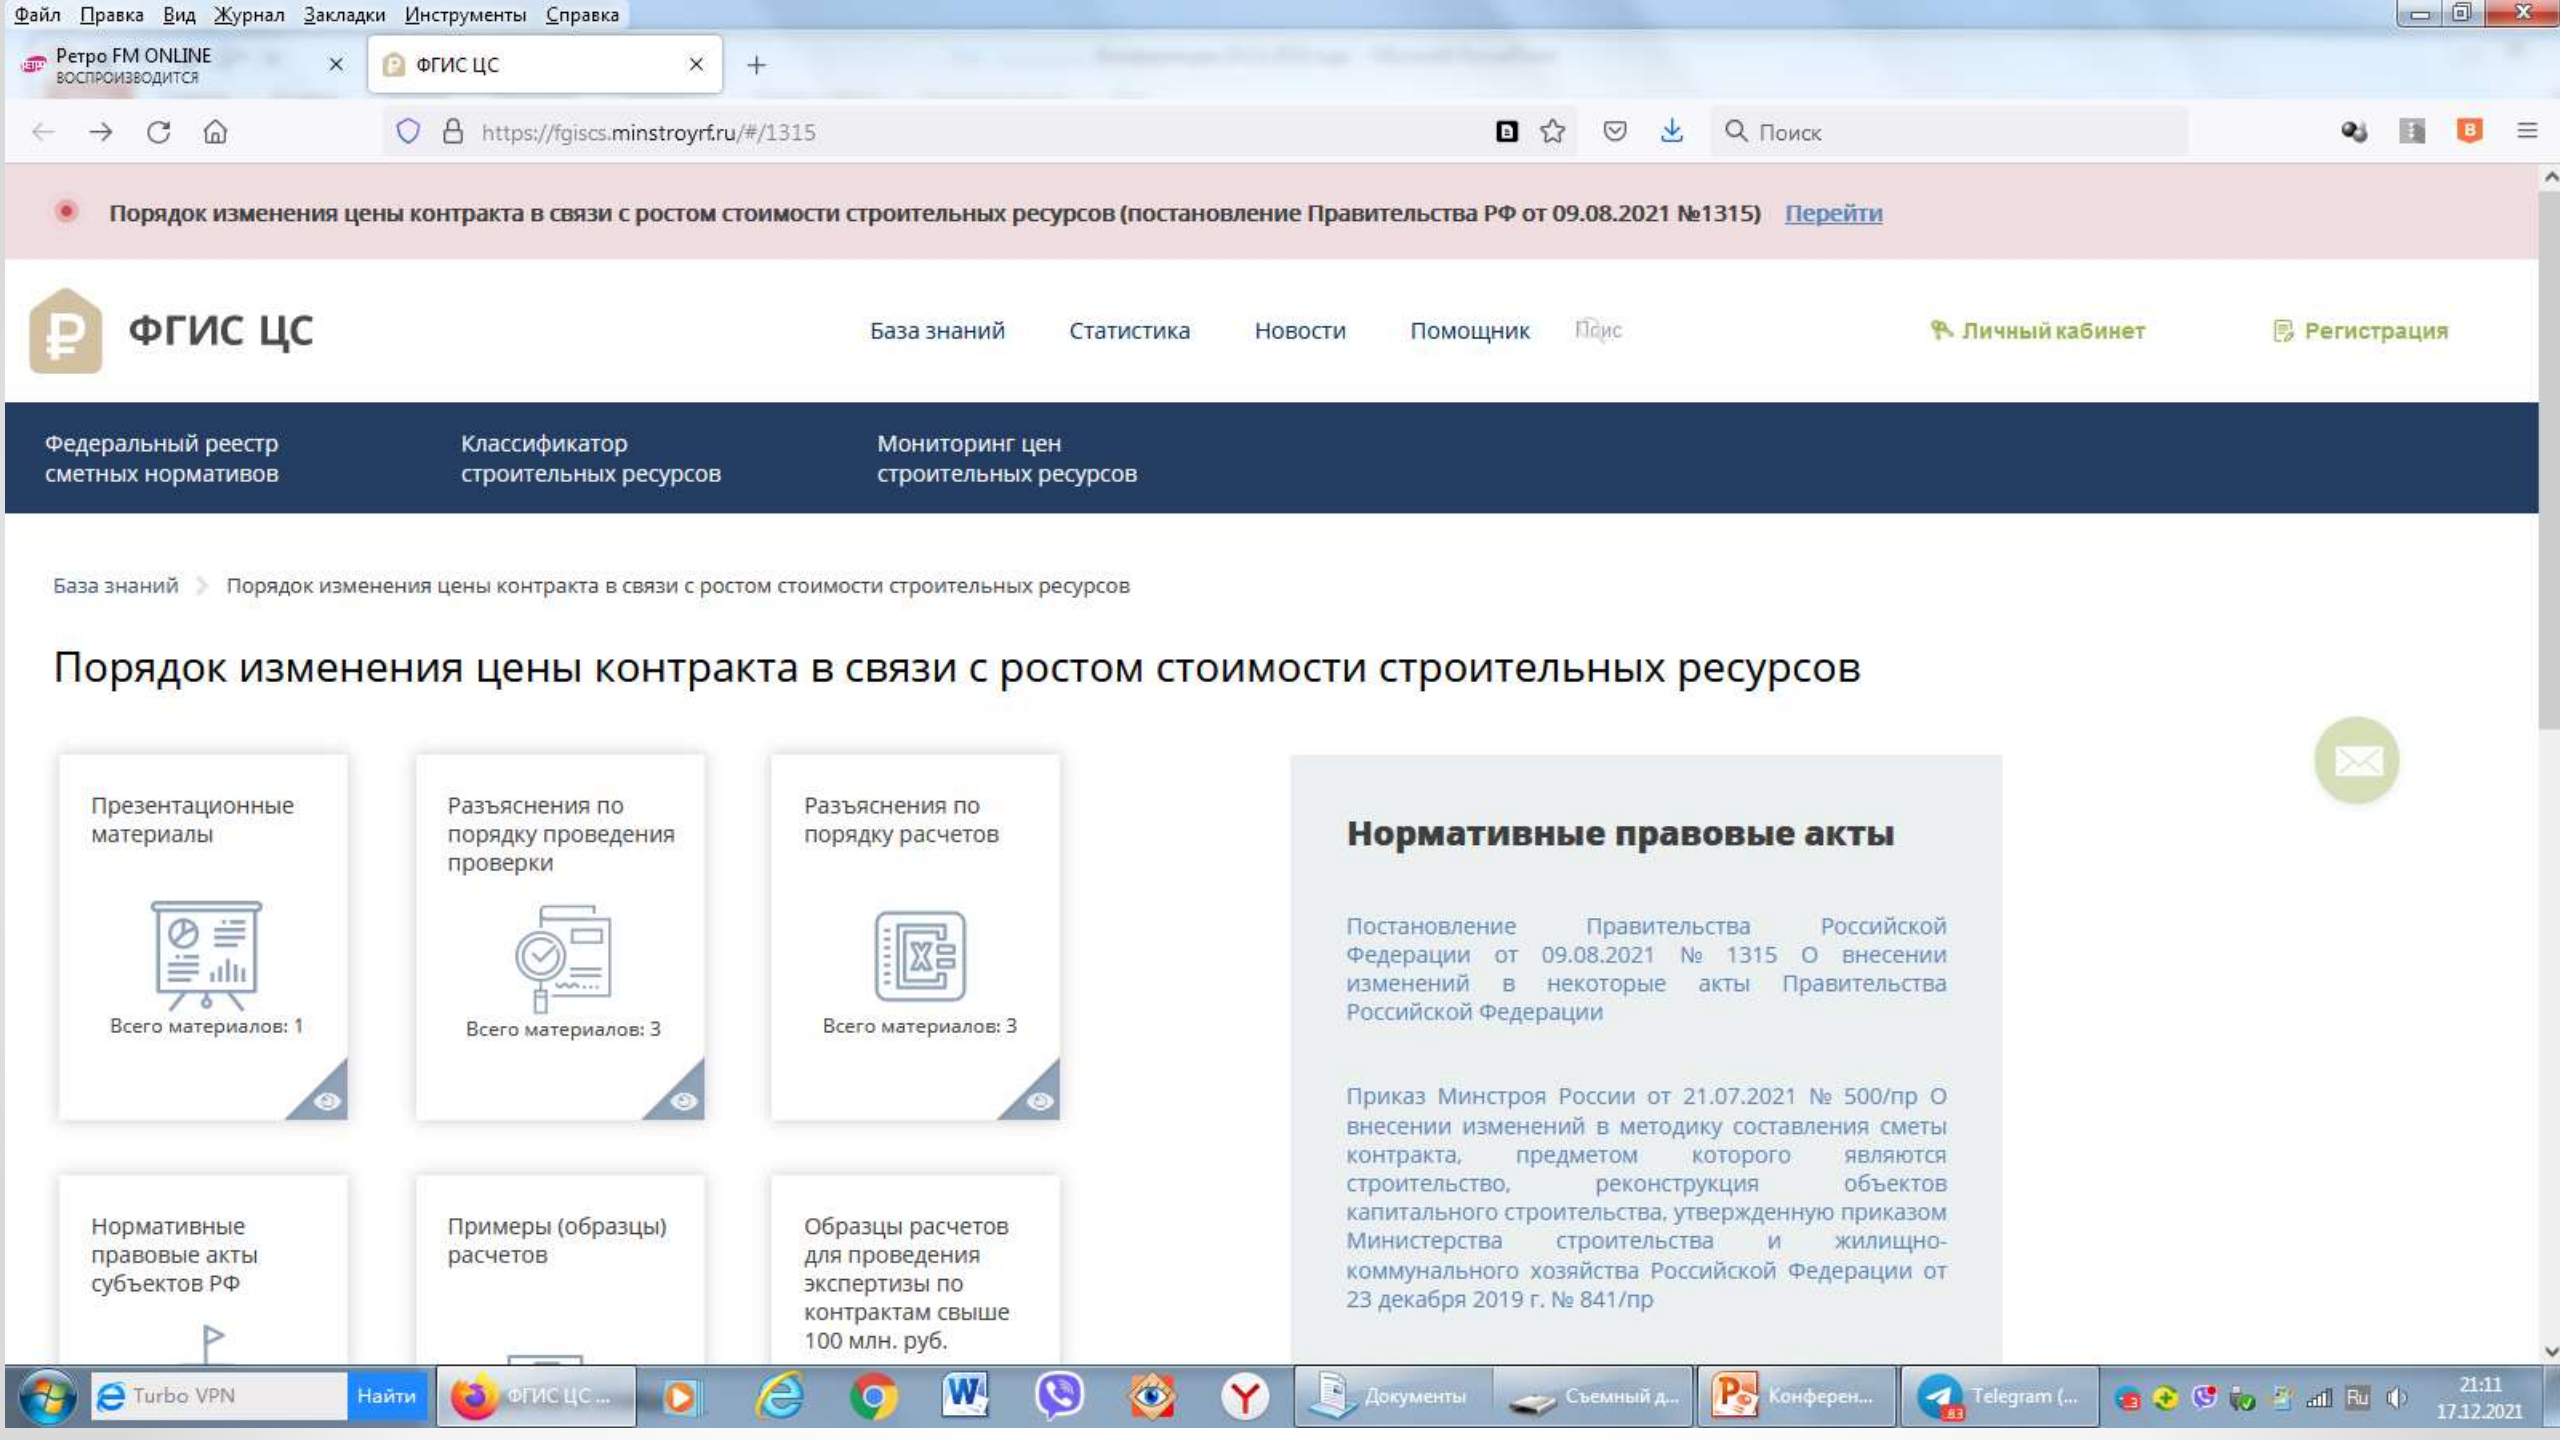 Файл Правка Вид Журнал Закладки Инструменты Справка
Ретро FM ONLINE
ВОСПРОИЗВОДИТСЯ
ФГИС ЦС
https://fgiscs.minstroyrf.ru/#/1315
Поиск
Порядок изменения цены контракта в связи с ростом стоимости строительных ресурсов (постановление Правительства РФ от 09.08.2021 №1315) Перейти
ФГИС ЦС
База знаний Статистика Новости Помощник Поис Личный кабинет Регистрация
Федеральный реестр
сметных нормативов
Классификатор
строительных ресурсов
Мониторинг цен
строительных ресурсов
База знаний Порядок изменения цены контракта в связи с ростом стоимости строительных ресурсов
Порядок изменения цены контракта в связи с ростом стоимости строительных ресурсов
Презентационные
материалы
Всего материалов: 1
Разъяснения по
порядку проведения
проверки
Всего материалов: 3
Разъяснения по
порядку расчетов
Всего материалов: 3
Нормативные
правовые акты
субъектов РФ
Примеры (образцы)
расчетов
Образцы расчетов
для проведения
экспертизы по
контрактам свыше
100 млн. руб.
Нормативные правовые акты
Постановление Правительства Российской
Федерации от 09.08.2021 № 1315 О внесении
изменений в некоторые акты Правительства
Российской Федерации
Приказ Минстроя России от 21.07.2021 № 500/пр О
внесении изменений в методику составления сметы
контракта, предметом которого являются
строительство, реконструкция объектов
капитального строительства, утвержденную приказом
Министерства строительства и жилищно-
коммунального хозяйства Российской Федерации от
23 декабря 2019 г. № 841/пр
Turbo VPN Найти ФГИС ЦС ... Документы Съемный д... Конферен... Telegram (... Ru
21:11
17.12.2021